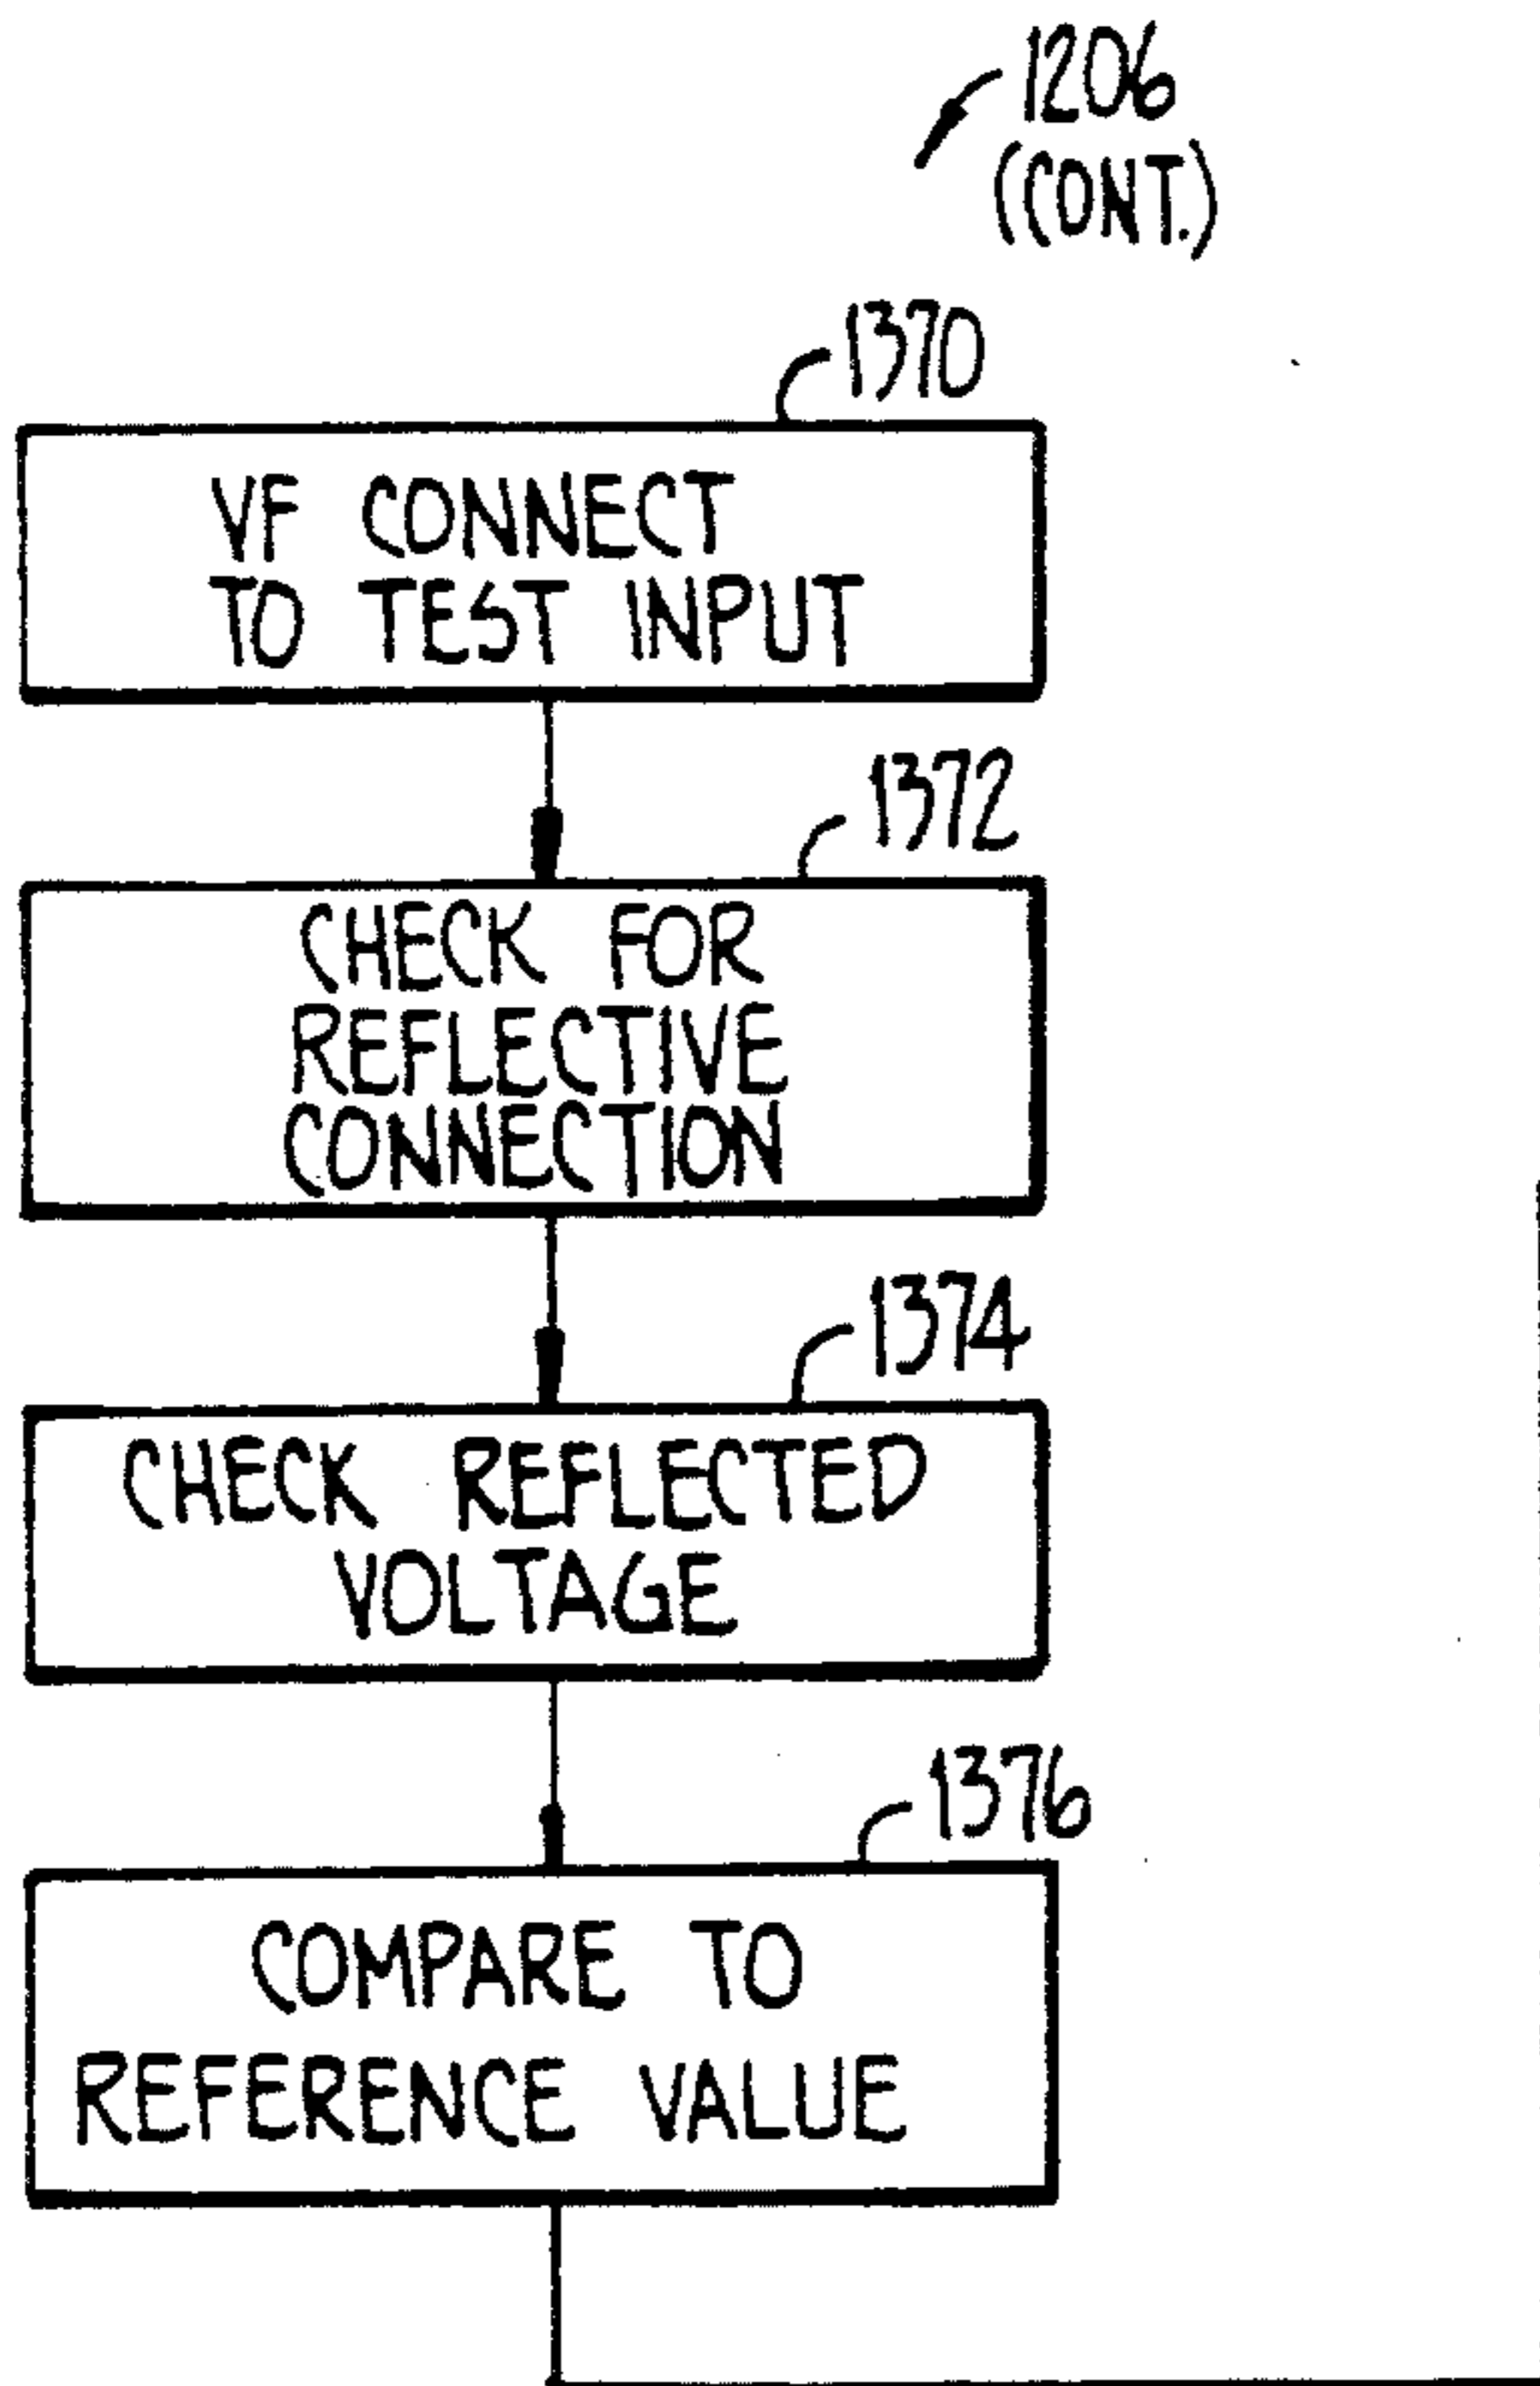 1206
(CONT.)
1370
VF CONNECT
TO TEST INPUT
1372
CHECK FOR
REFLECTIVE
CONNECTION
1374
CHECK REFLECTED
VOLTAGE
1376
COMPARE TO
REFERENCE VALUE